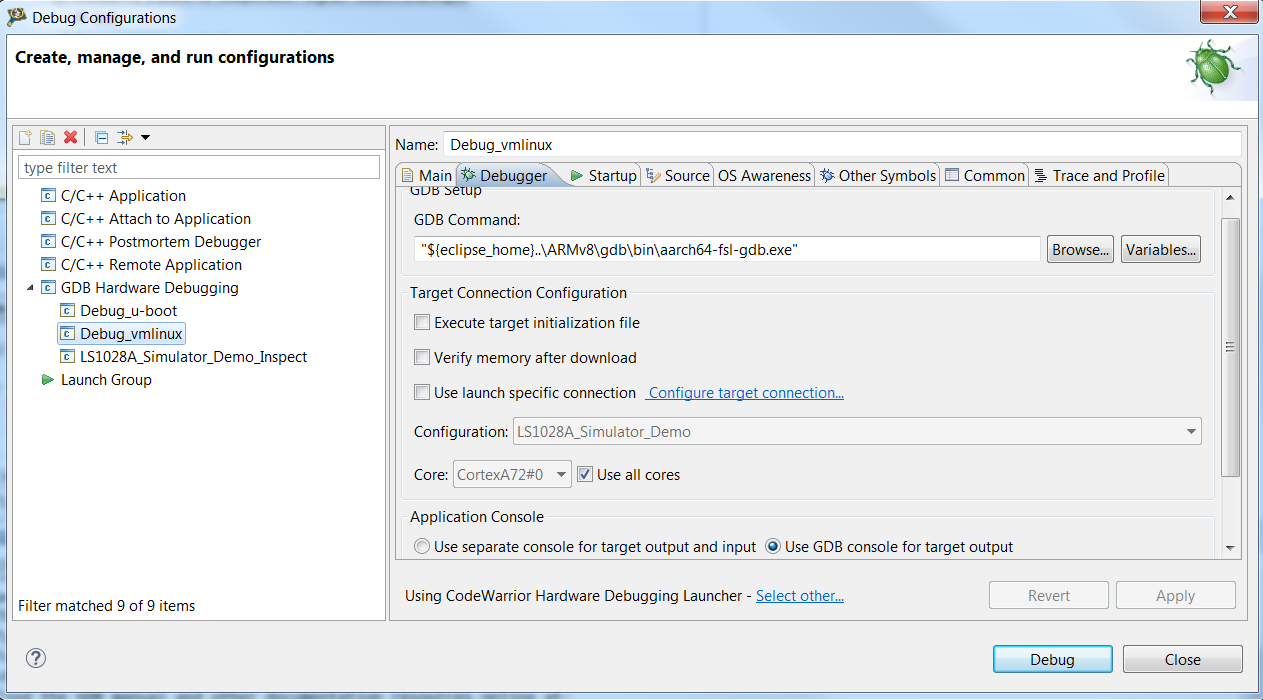 Debug Configurations
Create, manage, and run configurations
type filter text
C/C++ Application
C/C++ Attach to Application
C/C++ Postmortem Debugger
C/C++ Remote Application
GDB Hardware Debugging
Debug_u-boot
Debug_vmlinux
LS1028A_Simulator_Demo_Inspect
Launch Group
Filter matched 9 of 9 items
Name: Debug_vmlinux
Main Debugger Startup Source OS Awareness Other Symbols Common Trace and Profile
GDB Setup
GDB Command:
"${eclipse_home}..\ARMv8\gdb\bin\aarch64-fsl-gdb.exe" Browse... Variables...
Target Connection Configuration
Execute target initialization file
Verify memory after download
Use launch specific connection Configure target connection...
Configuration: LS1028A_Simulator_Demo
Core: CortexA72#0 Use all cores
Application Console
Use separate console for target output and input Use GDB console for target output
Using CodeWarrior Hardware Debugging Launcher - Select other... Revert Apply
? Debug Close